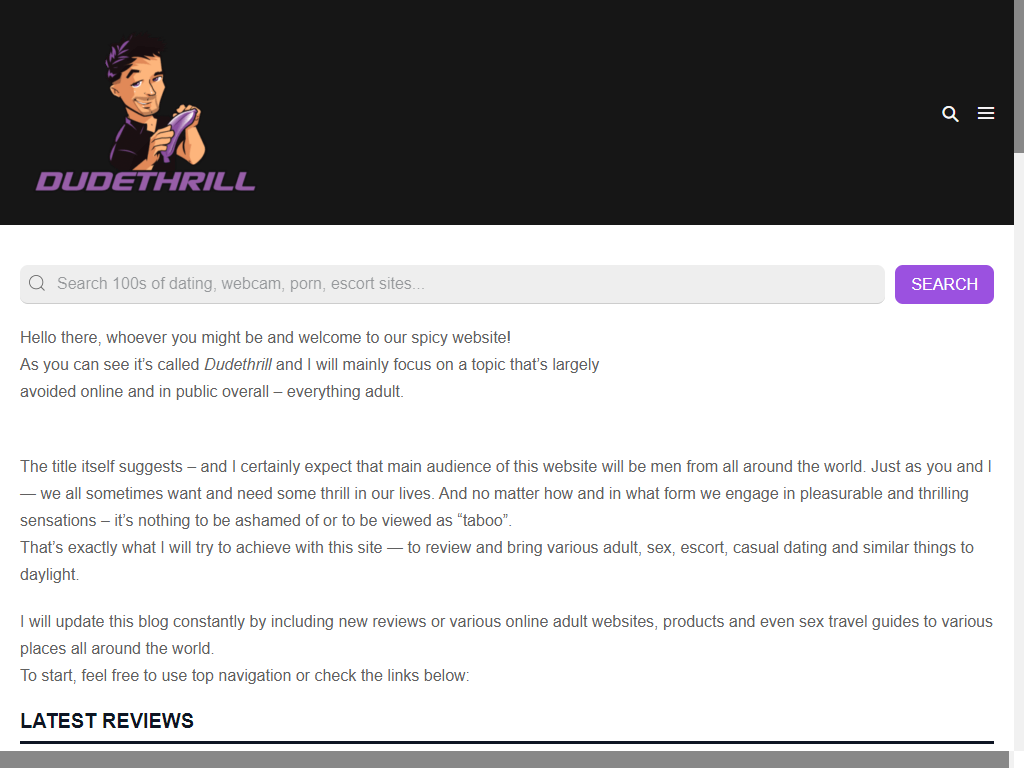 DUDETHRILL
Search 100s of dating, webcam, porn, escort sites...
SEARCH
Hello there, whoever you might be and welcome to our spicy website!
As you can see it’s called Dudethrill and I will mainly focus on a topic that’s largely
avoided online and in public overall – everything adult.
The title itself suggests – and I certainly expect that main audience of this website will be men from all around the world. Just as you and I
— we all sometimes want and need some thrill in our lives. And no matter how and in what form we engage in pleasurable and thrilling
sensations – it’s nothing to be ashamed of or to be viewed as “taboo”.
That’s exactly what I will try to achieve with this site — to review and bring various adult, sex, escort, casual dating and similar things to
daylight.
I will update this blog constantly by including new reviews or various online adult websites, products and even sex travel guides to various
places all around the world.
To start, feel free to use top navigation or check the links below:
LATEST REVIEWS